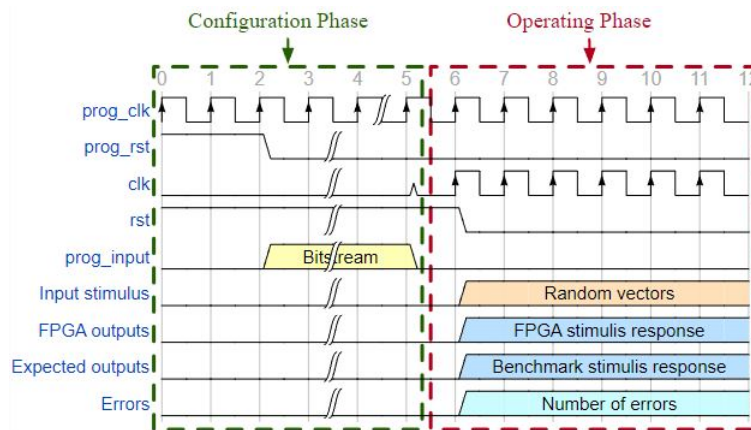 Configuration Phase Operating Phase
0 1 2 3 4 5 6 7 8 9 10 11 12
prog_clk
prog_rst
clk
rst
prog_input Bitstream
Input stimulus Random vectors
FPGA outputs FPGA stimulis response
Expected outputs Benchmark stimulis response
Errors Number of errors